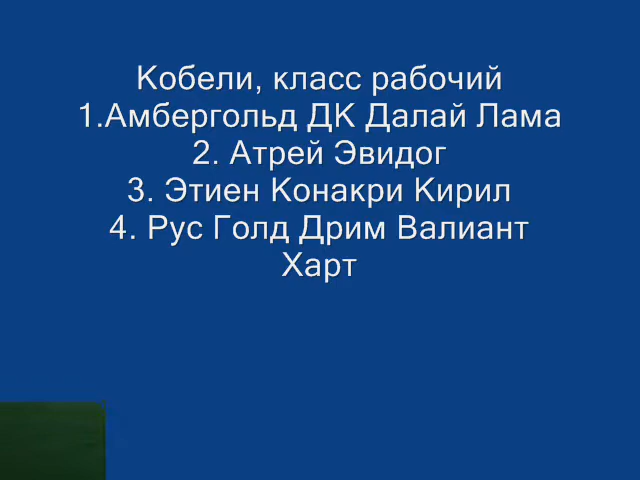 Кобели, класс рабочий
1.Амбергольд ДК Далай Лама
2. Атрей Эвидог
3. Этиен Конакри Кирил
4. Рус Голд Дрим Валиант
Харт